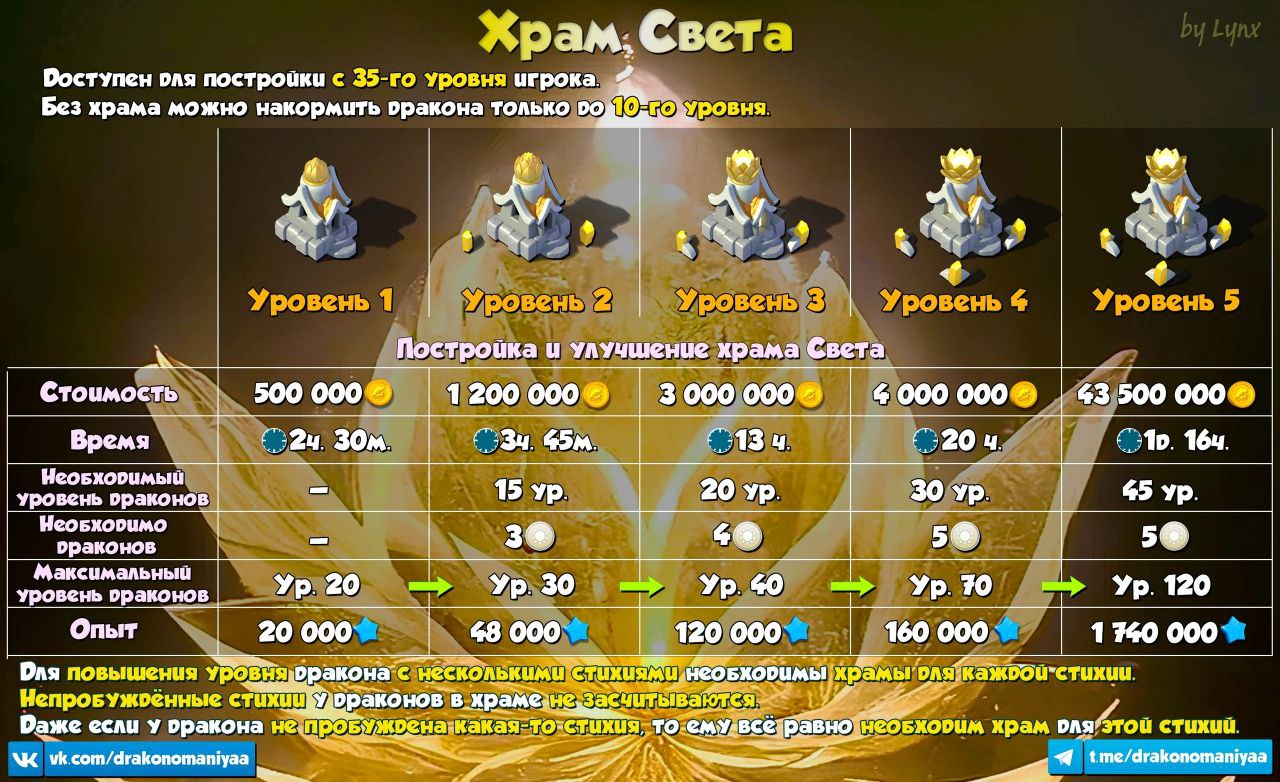 Храм Света
by Lynx
Доступен для постройки с 35-го уровня игрока.
Без храма можно накормить дракона только до 10-го уровня.
Уровень 1 Уровень 2 Уровень 3 Уровень 4 Уровень 5
Постройка и улучшение храма Света
Стоимость 500 000 1 200 000 3 000 000 4 000 000 43 500 000
Время 2ч. 30м. 3ч. 45м. 13 ч. 20 ч. 1д. 16ч.
Необходимый
уровень драконов – 15 ур. 20 ур. 30 ур. 45 ур.
Необходимо
драконов – 3 4 5 5
Максимальный
уровень драконов Ур. 20 Ур. 30 Ур. 40 Ур. 70 Ур. 120
Опыт 20 000 48 000 120 000 160 000 1 740 000
Для повышения уровня дракона с несколькими стихиями необходимы храмы для каждой стихии.
Непробуждённые стихии у драконов в храме не засчитываются.
Даже если у дракона не пробуждена какая-то стихия, то ему всё равно необходим храм для этой стихий.
vk.com/drakonomaniyaa
t.me/drakonomaniyaa